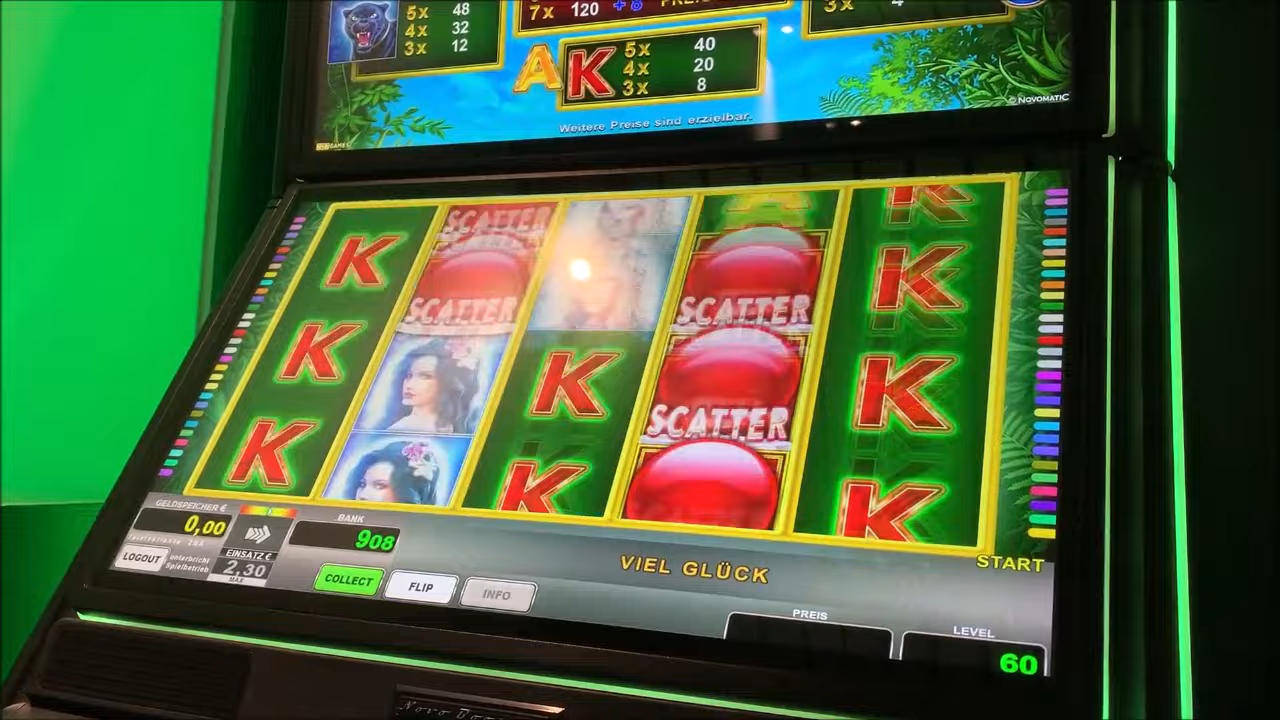 5x 48
4x 32
3x 12
7x 120 +8
3x
A K
5x 40
4x 20
3x 8
© NOVOMATIC
Weitere Preise sind erzielbar.
SCATTER
K
K
K
SCATTER
K
K
SCATTER
SCATTER
K
K
K
K
GELDSPEICHER €
0,00
LOGOUT
unterbricht
Spielbetrieb
EINSATZ €
2,30
MAX
BANK
908
COLLECT
FLIP
INFO
VIEL GLÜCK
START
PREIS
LEVEL
60